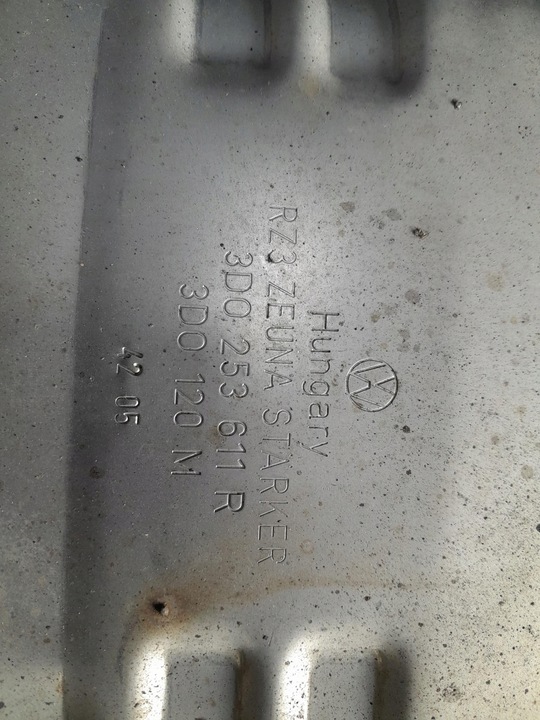 Hungary
RZ3 ZEUNA STARKER
3D0 253 611 R
3D0 120 M
42 05